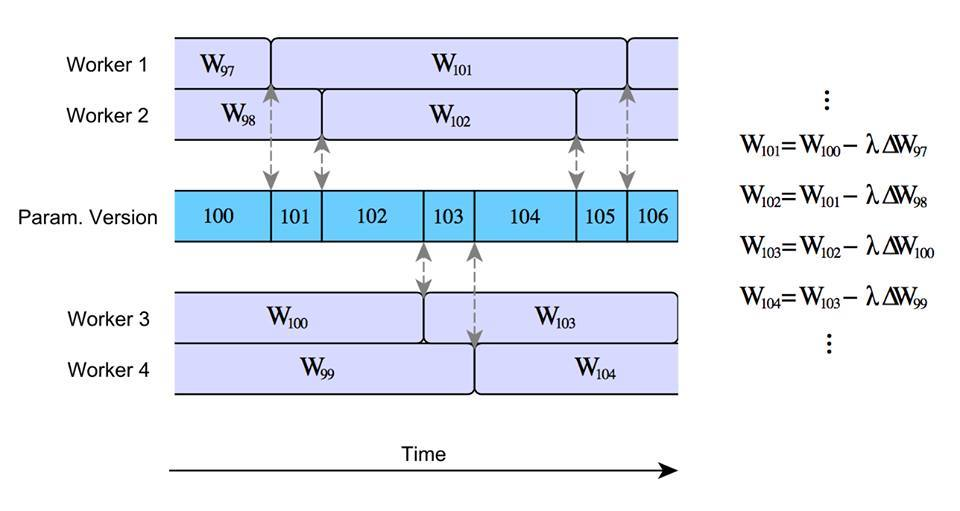 Worker 1 W97 W101
Worker 2 W98 W102
Param. Version 100 101 102 103 104 105 106
Worker 3 W100 W103
Worker 4 W99 W104
Time
⋮
W101=W100− λ ΔW97
W102=W101− λ ΔW98
W103=W102− λ ΔW100
W104=W103− λ ΔW99
⋮